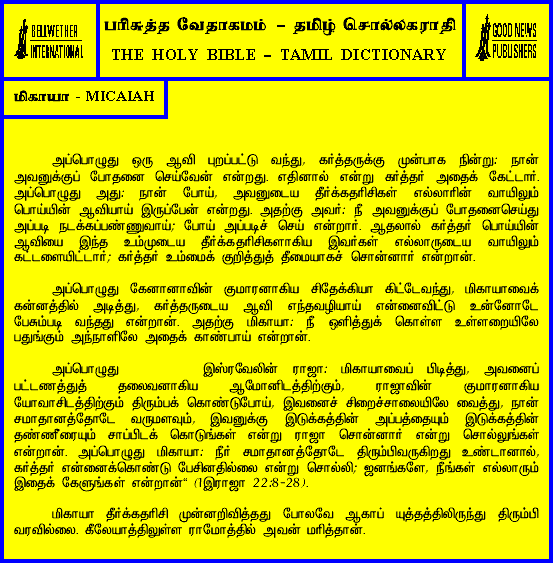 BELLWETHER
INTERNATIONAL
பரிசுத்த வேதாகமம் - தமிழ் சொல்லகராதி
THE HOLY BIBLE – TAMIL DICTIONARY
GOOD NEWS
PUBLISHERS
மிகாயா - MICAIAH
அப்பொழுது ஒரு ஆவி புறப்பட்டு வந்து, கர்த்தருக்கு முன்பாக நின்று: நான்
அவனுக்குப் போதனை செய்வேன் என்றது. எதினால் என்று கர்த்தர் அதைக் கேட்டார்.
அப்பொழுது அது: நான் போய், அவனுடைய தீர்க்கதரிசிகள் எல்லாரின் வாயிலும்
பொய்யின் ஆவியாய் இருப்பேன் என்றது. அதற்கு அவர்: நீ அவனுக்குப் போதனைசெய்து
அப்படி நடக்கப்பண்ணுவாய்; போய் அப்படிச் செய் என்றார். ஆதலால் கர்த்தர் பொய்யின்
ஆவியை இந்த உம்முடைய தீர்க்கதரிசிகளாகிய இவர்கள் எல்லாருடைய வாயிலும்
கட்டளையிட்டார்; கர்த்தர் உம்மைக் குறித்துத் தீமையாகச் சொன்னார் என்றான்.
அப்பொழுது கேனானாவின் குமாரனாகிய சிதேக்கியா கிட்டேவந்து, மிகாயாவைக்
கன்னத்தில் அடித்து, கர்த்தருடைய ஆவி எந்தவழியாய் என்னைவிட்டு உன்னோடே
பேசும்படி வந்தது என்றான். அதற்கு மிகாயா: நீ ஒளித்துக் கொள்ள உள்ளறையிலே
பதுங்கும் அந்நாளிலே அதைக் காண்பாய் என்றான்.
அப்பொழுது இஸ்ரவேலின் ராஜா: மிகாயாவைப் பிடித்து, அவனைப்
பட்டணத்துத் தலைவனாகிய ஆமோனிடத்திற்கும், ராஜாவின் குமாரனாகிய
யோவாசிடத்திற்கும் திரும்பக் கொண்டுபோய், இவனைச் சிறைச்சாலையிலே வைத்து, நான்
சமாதானத்தோடே வருமளவும், இவனுக்கு இடுக்கத்தின் அப்பத்தையும் இடுக்கத்தின்
தண்ணீரையும் சாப்பிடக் கொடுங்கள் என்று ராஜா சொன்னார் என்று சொல்லுங்கள்
என்றான். அப்பொழுது மிகாயா: நீர் சமாதானத்தோடே திரும்பிவருகிறது உண்டானால்,
கர்த்தர் என்னைக்கொண்டு பேசினதில்லை என்று சொல்லி; ஜனங்களே, நீங்கள் எல்லாரும்
இதைக் கேளுங்கள் என்றான்“ (1இராஜா 22:8-28).
மிகாயா தீர்க்கதரிசி முன்னறிவித்தது போலவே ஆகாப் யுத்தத்திலிருந்து திரும்பி
வரவில்லை. கீலேயாத்திலுள்ள ராமோத்தில் அவன் மரித்தான்.